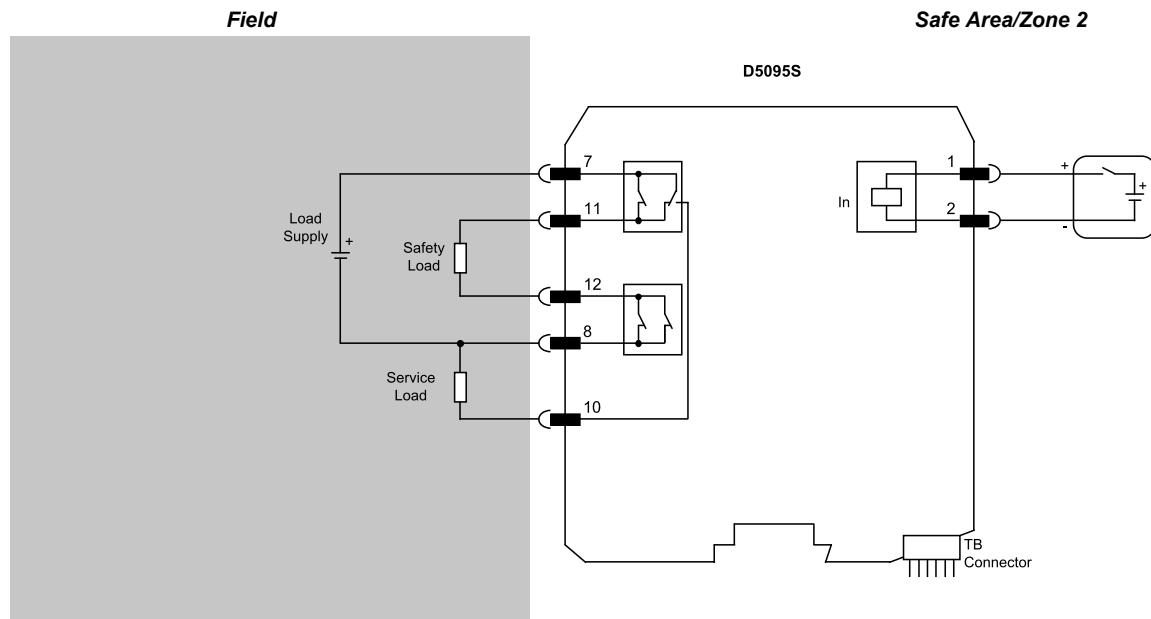 Field
Safe Area/Zone 2
D5095S
7
1
+
+
11
In
2
Load
Supply
+
-
Safety
Load
12
8
Service
Load
10
TB
Connector